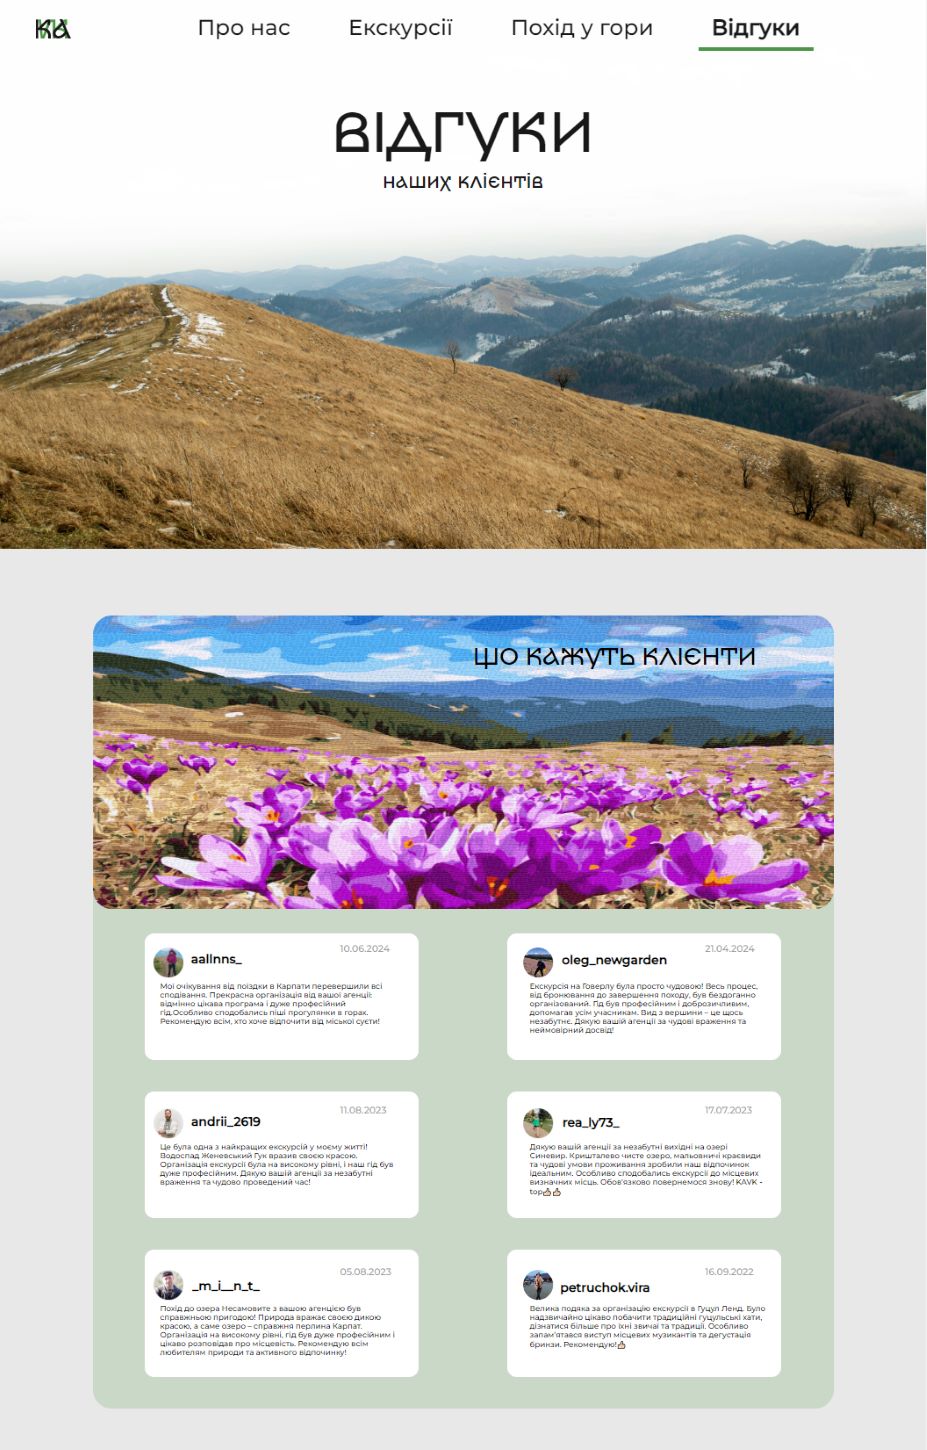 Про нас Екскурсії Похід у гори Відгуки
ВІДГУКИ
наших клієнтів
ЩО КАЖУТЬ КЛІЄНТИ
aallnns_
10.06.2024
Мої очікування від поїздки в Карпати перевершили всі
сподівання. Прекрасна організація від вашої агенції:
відмінно цікава програма і дуже професійний
гід.Особливо сподобались піші прогулянки в горах.
Рекомендую всім, хто хоче відпочити від міської суєти!
oleg_newgarden
21.04.2024
Екскурсія на Говерлу була просто чудовою! Весь процес,
від бронювання до завершення походу, був бездоганно
організований. Гід був професійним і доброзичливим,
допомагав усім учасникам. Вид з вершини – це щось
незабутнє. Дякую вашій агенції за чудові враження та
неймовірний досвід!
andrii_2619
11.08.2023
Це була одна з найкращих екскурсій у моєму житті!
Водоспад Женевський Гук вразив своєю красою.
Організація екскурсії була на високому рівні, і наш гід був
дуже професійним. Дякую вашій агенції за незабутні
враження та чудово проведений час!
rea_ly73_
17.07.2023
Дякую вашій агенції за незабутні вихідні на озері
Синевир. Кришталево чисте озеро, мальовничі краєвиди
та чудові умови проживання зробили наш відпочинок
ідеальним. Особливо сподобались екскурсії до місцевих
визначних місць. Обов'язково повернемося знову! KAVK -
top👍👍
_m_i__n_t_
05.08.2023
Похід до озера Несамовите з вашою агенцією був
справжньою пригодою! Природа вражає своєю дикою
красою, а саме озеро – справжня перлина Карпат.
Організація на високому рівні, гід був дуже професійним і
цікаво розповідав про місцевість. Рекомендую всім
любителям природи та активного відпочинку!
petruchok.vira
16.09.2022
Велика подяка за організацію екскурсії в Гуцул Ленд. Було
надзвичайно цікаво побачити традиційні гуцульські хати,
дізнатися більше про їхні звичаї та традиції. Особливо
запам'ятався виступ місцевих музикантів та дегустація
бринзи. Рекомендую!👍